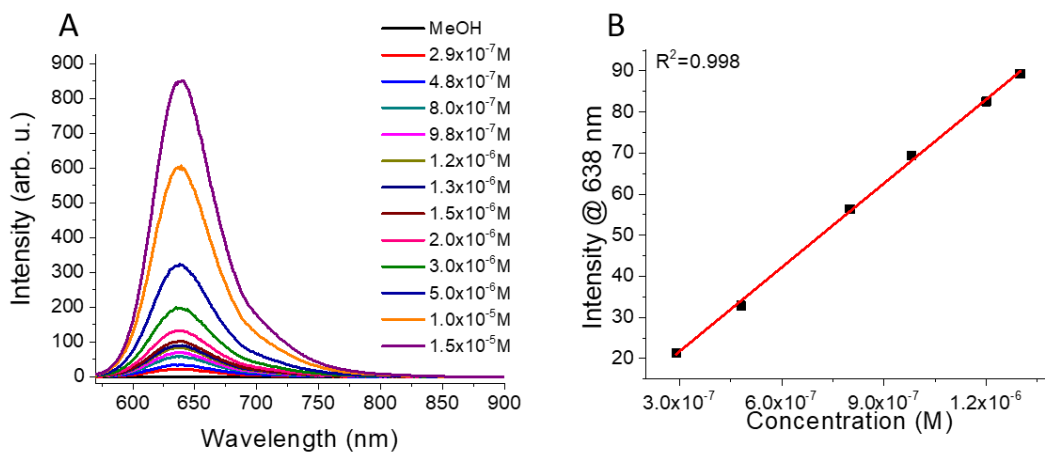 A
MeOH
2.9x10⁻⁷M
4.8x10⁻⁷M
8.0x10⁻⁷M
9.8x10⁻⁷M
1.2x10⁻⁶M
1.3x10⁻⁶M
1.5x10⁻⁶M
2.0x10⁻⁶M
3.0x10⁻⁶M
5.0x10⁻⁶M
1.0x10⁻⁵M
1.5x10⁻⁵M
900
800
700
600
500
400
300
200
100
0
Intensity (arb. u.)
600 650 700 750 800 850 900
Wavelength (nm)
B
R²=0.998
90
80
70
60
50
40
30
20
Intensity @ 638 nm
3.0x10⁻⁷ 6.0x10⁻⁷ 9.0x10⁻⁷ 1.2x10⁻⁶
Concentration (M)